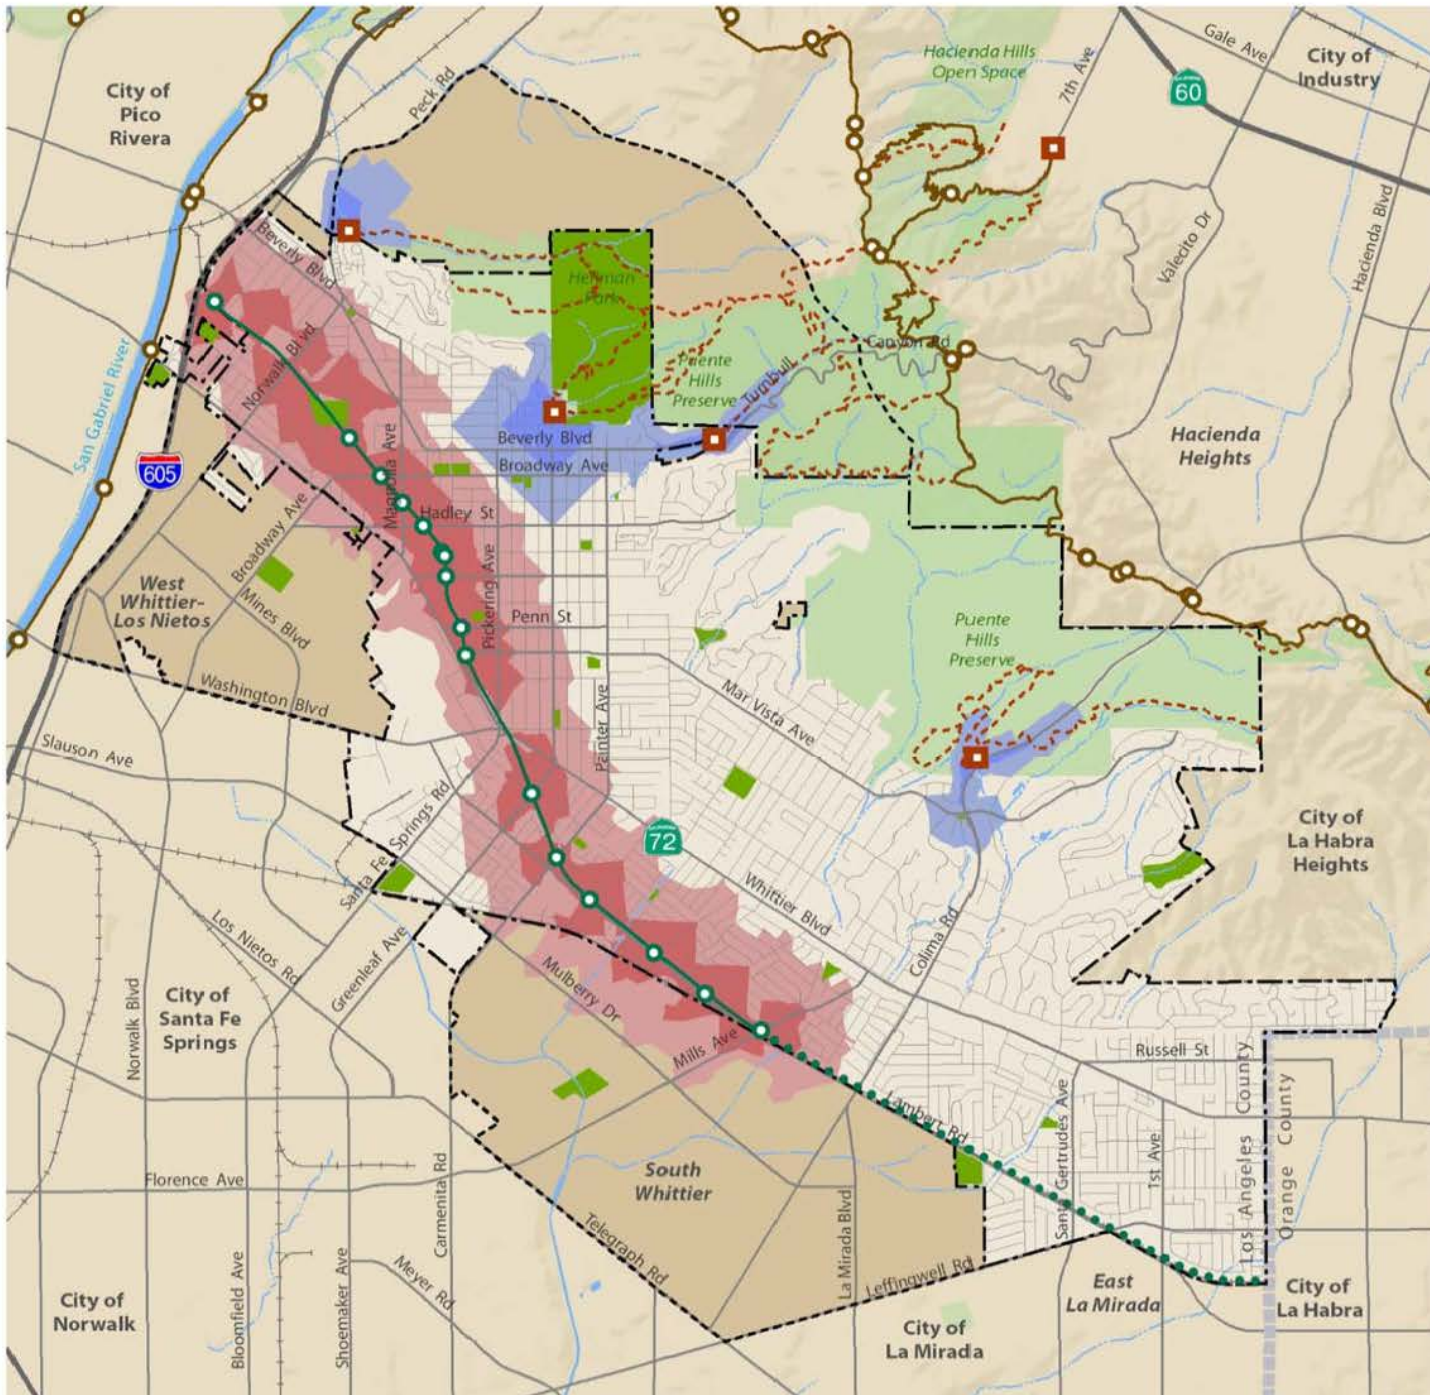 Hacienda Hills
Open Space
Gale Ave
City of
Industry
7th Ave
60
City of
Pico
Rivera
Peck Rd
Hacienda Blvd
Valecito Dr
Beverly Blvd
Hellman
Park
Norwalk Blvd
Canyon Rd
Turnbull
Puente
Hills
Preserve
San Gabriel River
605
Magnolia Ave
Beverly Blvd
Broadway Ave
Hacienda
Heights
Hadley St
Broadway Ave
West
Whittier-
Los Nietos
Mines Blvd
Pickering Ave
Penn St
Puente
Hills
Preserve
Washington Blvd
Painter Ave
Mar Vista Ave
Slauson Ave
Santa Fe Springs Rd
72
City of
La Habra
Heights
Whittier Blvd
Colima Rd
Los Nietos Rd
Greenleaf Ave
Mulberry Dr
Norwalk Blvd
City of
Santa Fe
Springs
Mills Ave
Russell St
Lambert Rd
Santa Gertrudes Ave
1st Ave
Los Angeles County
Orange County
Florence Ave
South
Whittier
Carmenita Rd
Telegraph Rd
La Mirada Blvd
Leffingwell Rd
Bloomfield Ave
Shoemaker Ave
Meyer Rd
City of
Norwalk
East
La Mirada
City of
La Habra
City of
La Mirada